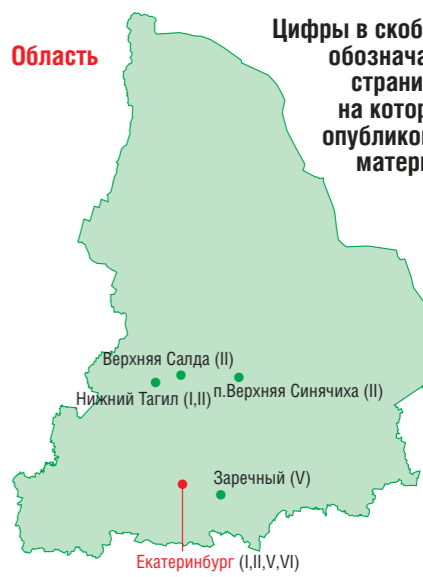 Область
Цифры в скоб
обознача
страни
на котор
опубликов
матери
Верхняя Салда (II)
Нижний Тагил (I,II)
п.Верхняя Синячиха (II)
Заречный (V)
Екатеринбург (I,II,V,VI)